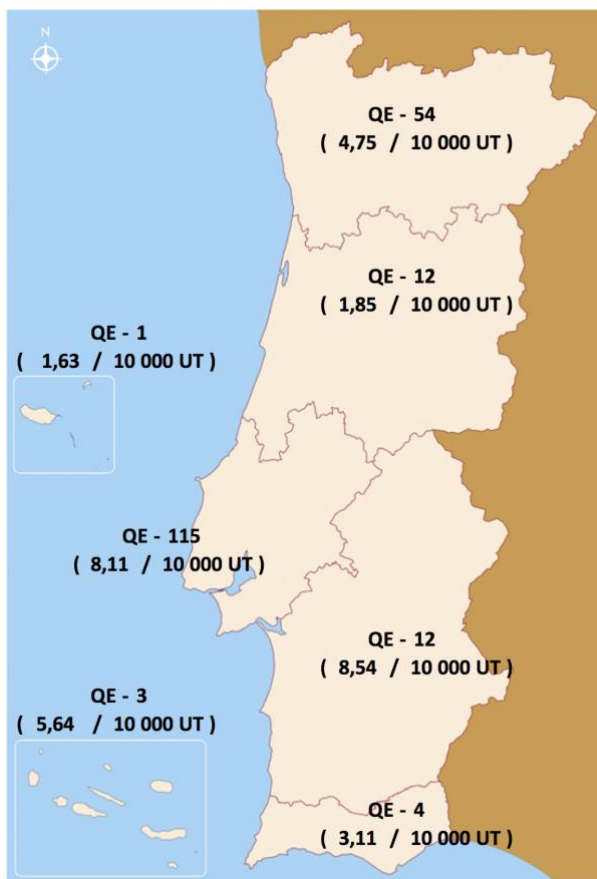 N
QE - 54
( 4,75 / 10 000 UT )
QE - 12
( 1,85 / 10 000 UT )
QE - 1
( 1,63 / 10 000 UT )
QE - 115
( 8,11 / 10 000 UT )
QE - 12
( 8,54 / 10 000 UT )
QE - 3
( 5,64 / 10 000 UT )
QE - 4
( 3,11 / 10 000 UT )